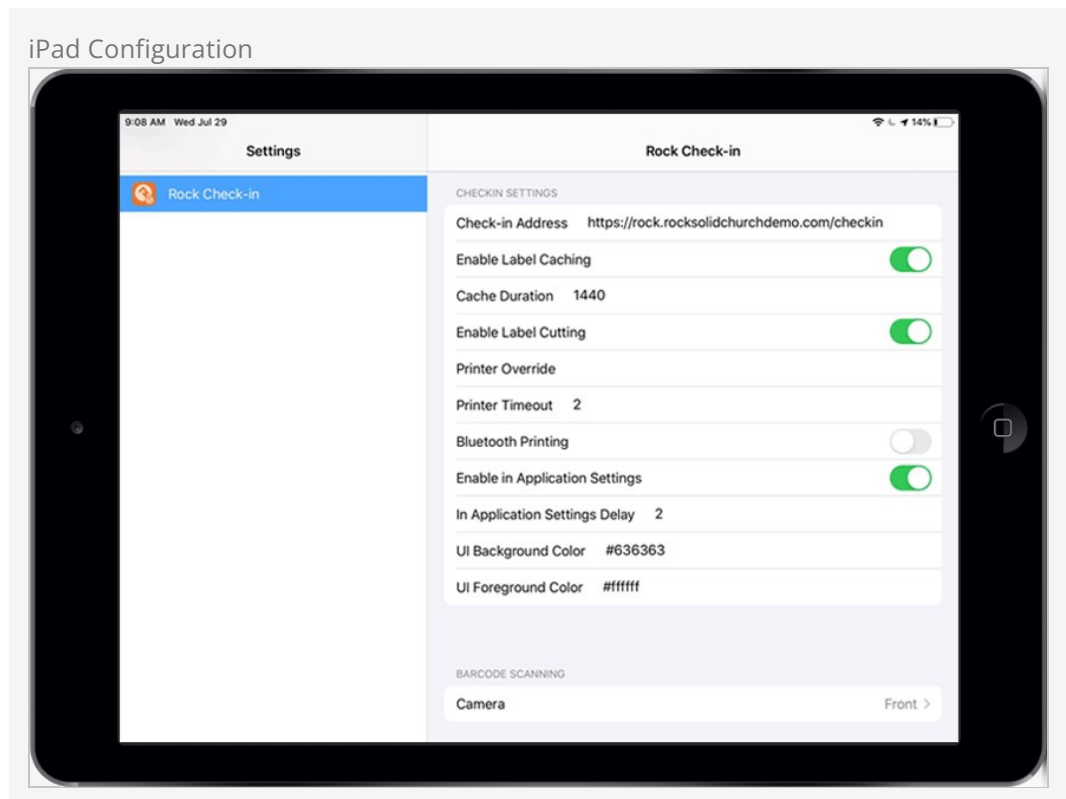 iPad Configuration
9:08 AM Wed Jul 29
14%
Settings
Rock Check-in
Rock Check-in
CHECKIN SETTINGS
Check-in Address https://rock.rocksolidchurchdemo.com/checkin
Enable Label Caching
Cache Duration 1440
Enable Label Cutting
Printer Override
Printer Timeout 2
Bluetooth Printing
Enable in Application Settings
In Application Settings Delay 2
UI Background Color #636363
UI Foreground Color #ffffff
BARCODE SCANNING
Camera Front >